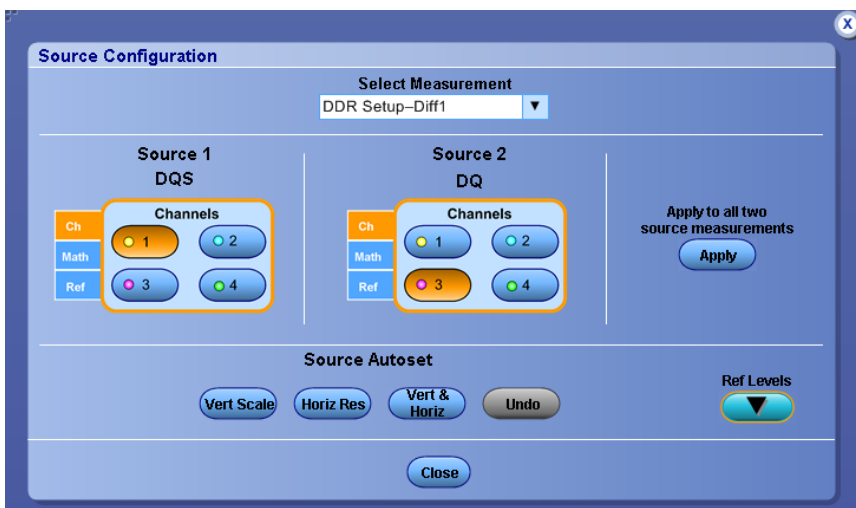 X
Source Configuration
Select Measurement
DDR Setup–Diff1
Source 1
DQS
Ch
Math
Ref
Channels
1
2
3
4
Source 2
DQ
Ch
Math
Ref
Channels
1
2
3
4
Apply to all two
source measurements
Apply
Source Autoset
Vert Scale
Horiz Res
Vert &
Horiz
Undo
Ref Levels
Close